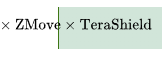 × ZMove × TeraShield